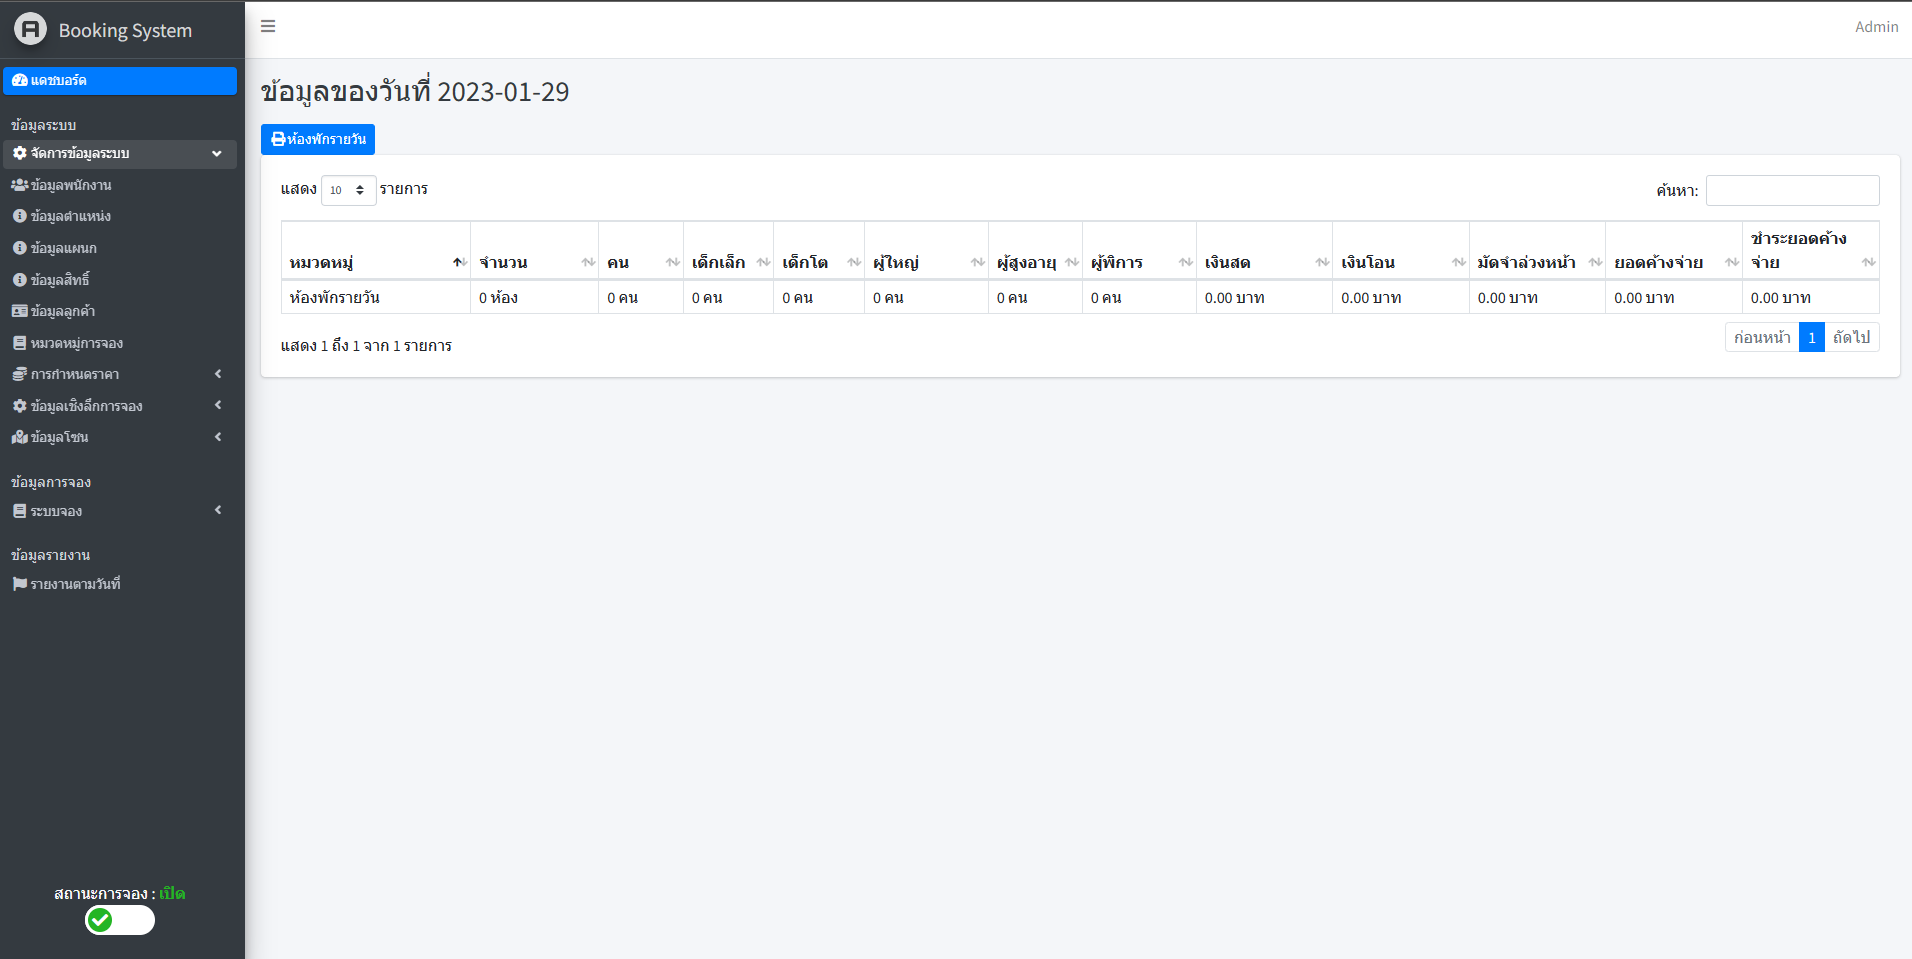 Booking System
Admin
แดชบอร์ด
ข้อมูลระบบ
จัดการข้อมูลระบบ
ข้อมูลพนักงาน
ข้อมูลตำแหน่ง
ข้อมูลแผนก
ข้อมูลสิทธิ์
ข้อมูลลูกค้า
หมวดหมู่การจอง
การกำหนดราคา
ข้อมูลเชิงลึกการจอง
ข้อมูลโซน
ข้อมูลการจอง
ระบบจอง
ข้อมูลรายงาน
รายงานตามวันที่
สถานะการจอง : เปิด
ข้อมูลของวันที่ 2023-01-29
ห้องพักรายวัน
แสดง 10 รายการ
ค้นหา:
หมวดหมู่ จำนวน คน เด็กเล็ก เด็กโต ผู้ใหญ่ ผู้สูงอายุ ผู้พิการ เงินสด เงินโอน มัดจำล่วงหน้า ยอดค้างจ่าย ชำระยอดค้างจ่าย
ห้องพักรายวัน 0 ห้อง 0 คน 0 คน 0 คน 0 คน 0 คน 0 คน 0.00 บาท 0.00 บาท 0.00 บาท 0.00 บาท 0.00 บาท
แสดง 1 ถึง 1 จาก 1 รายการ
ก่อนหน้า 1 ถัดไป